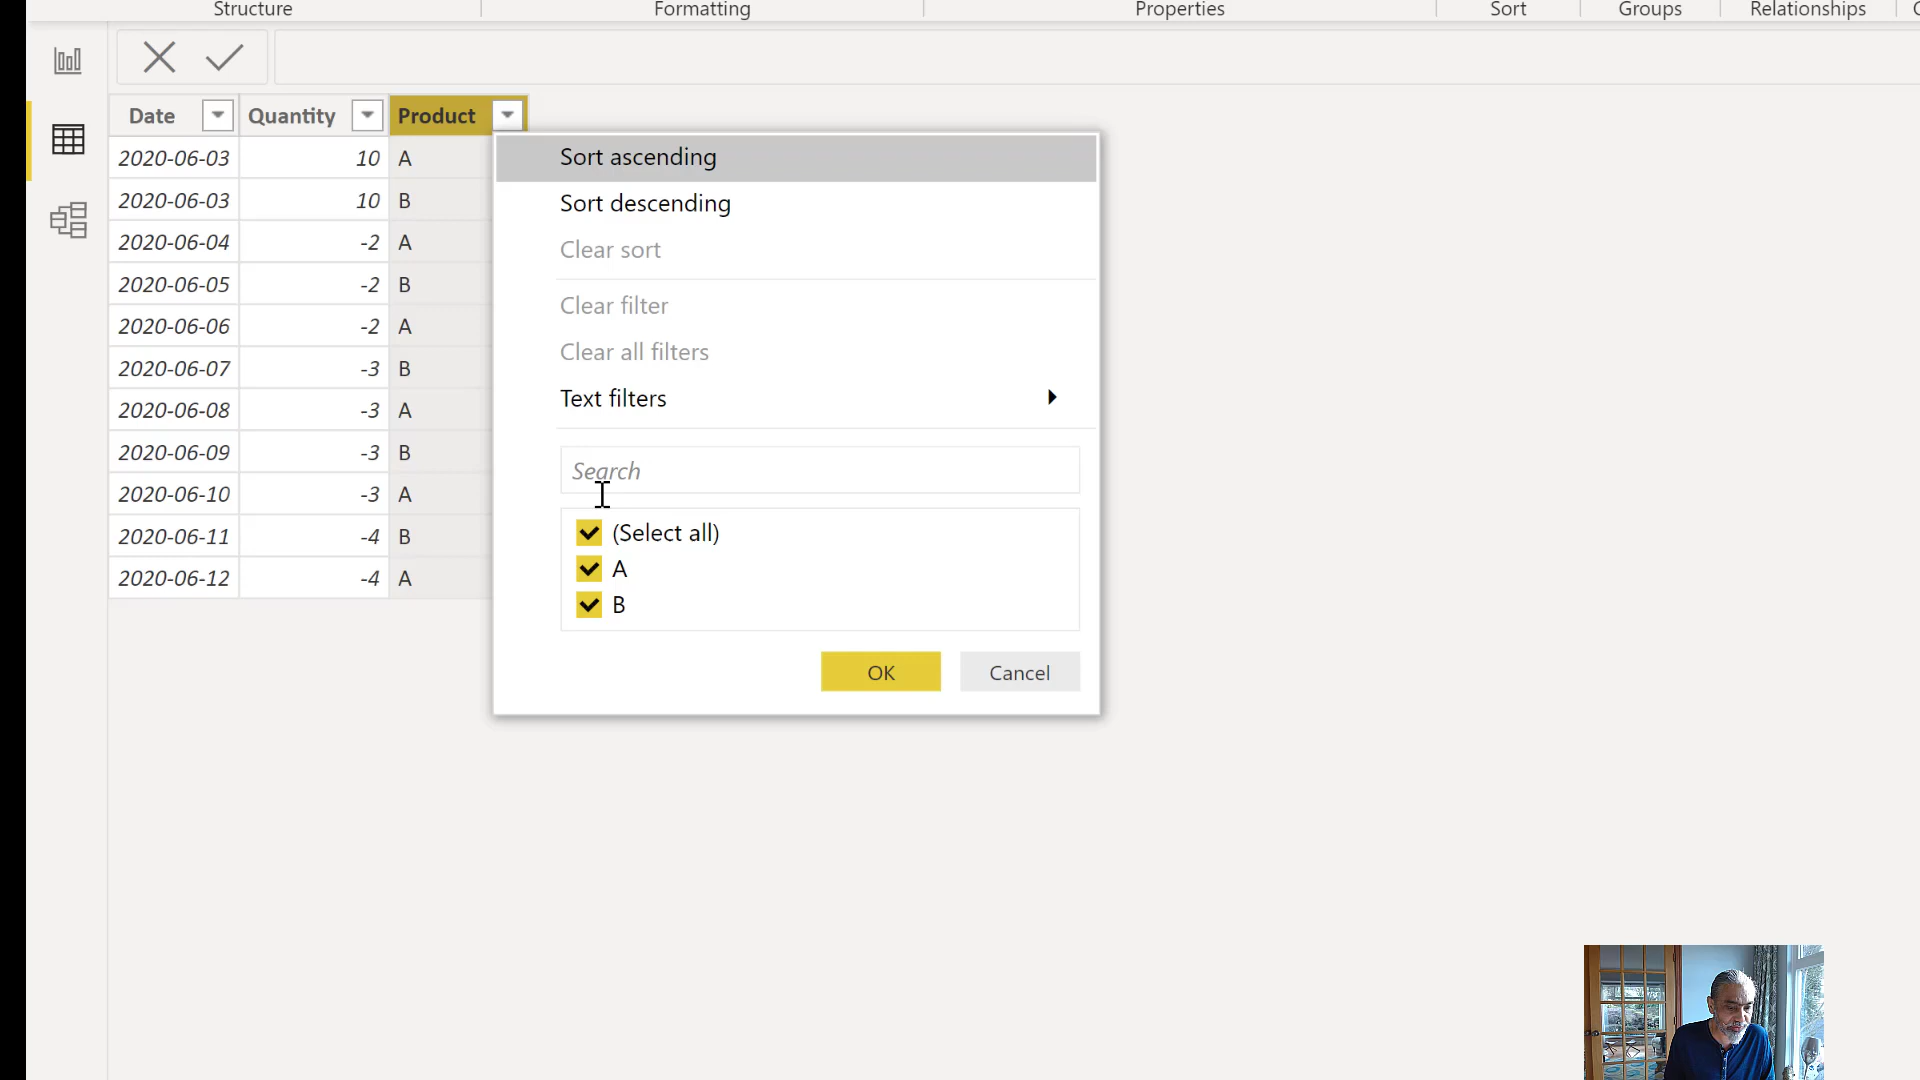 Structure
Formatting
Properties
Sort
Groups
Relationships
Date Quantity Product
2020-06-03 10 A
2020-06-03 10 B
2020-06-04 -2 A
2020-06-05 -2 B
2020-06-06 -2 A
2020-06-07 -3 B
2020-06-08 -3 A
2020-06-09 -3 B
2020-06-10 -3 A
2020-06-11 -4 B
2020-06-12 -4 A
Sort ascending
Sort descending
Clear sort
Clear filter
Clear all filters
Text filters
Search
(Select all)
A
B
OK
Cancel